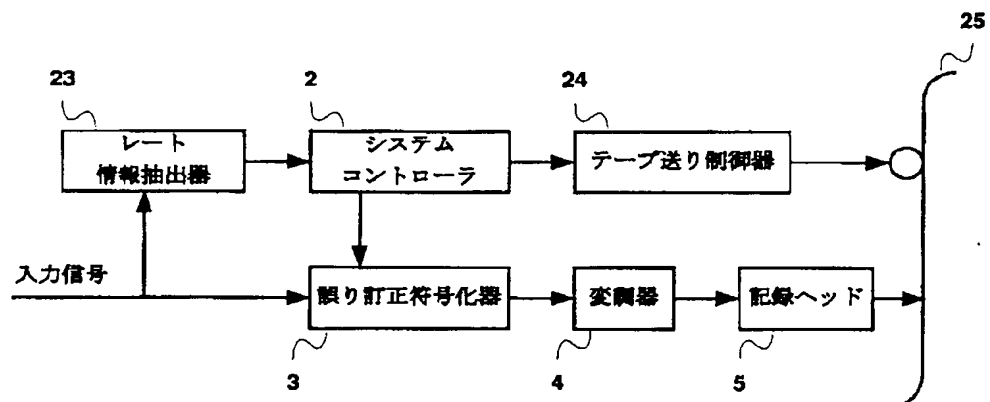 25
23
2
24
レート
情報抽出器
システム
コントローラ
テープ送り制御器
入力信号
誤り訂正符号化器
変調器
記録ヘッド
3
4
5